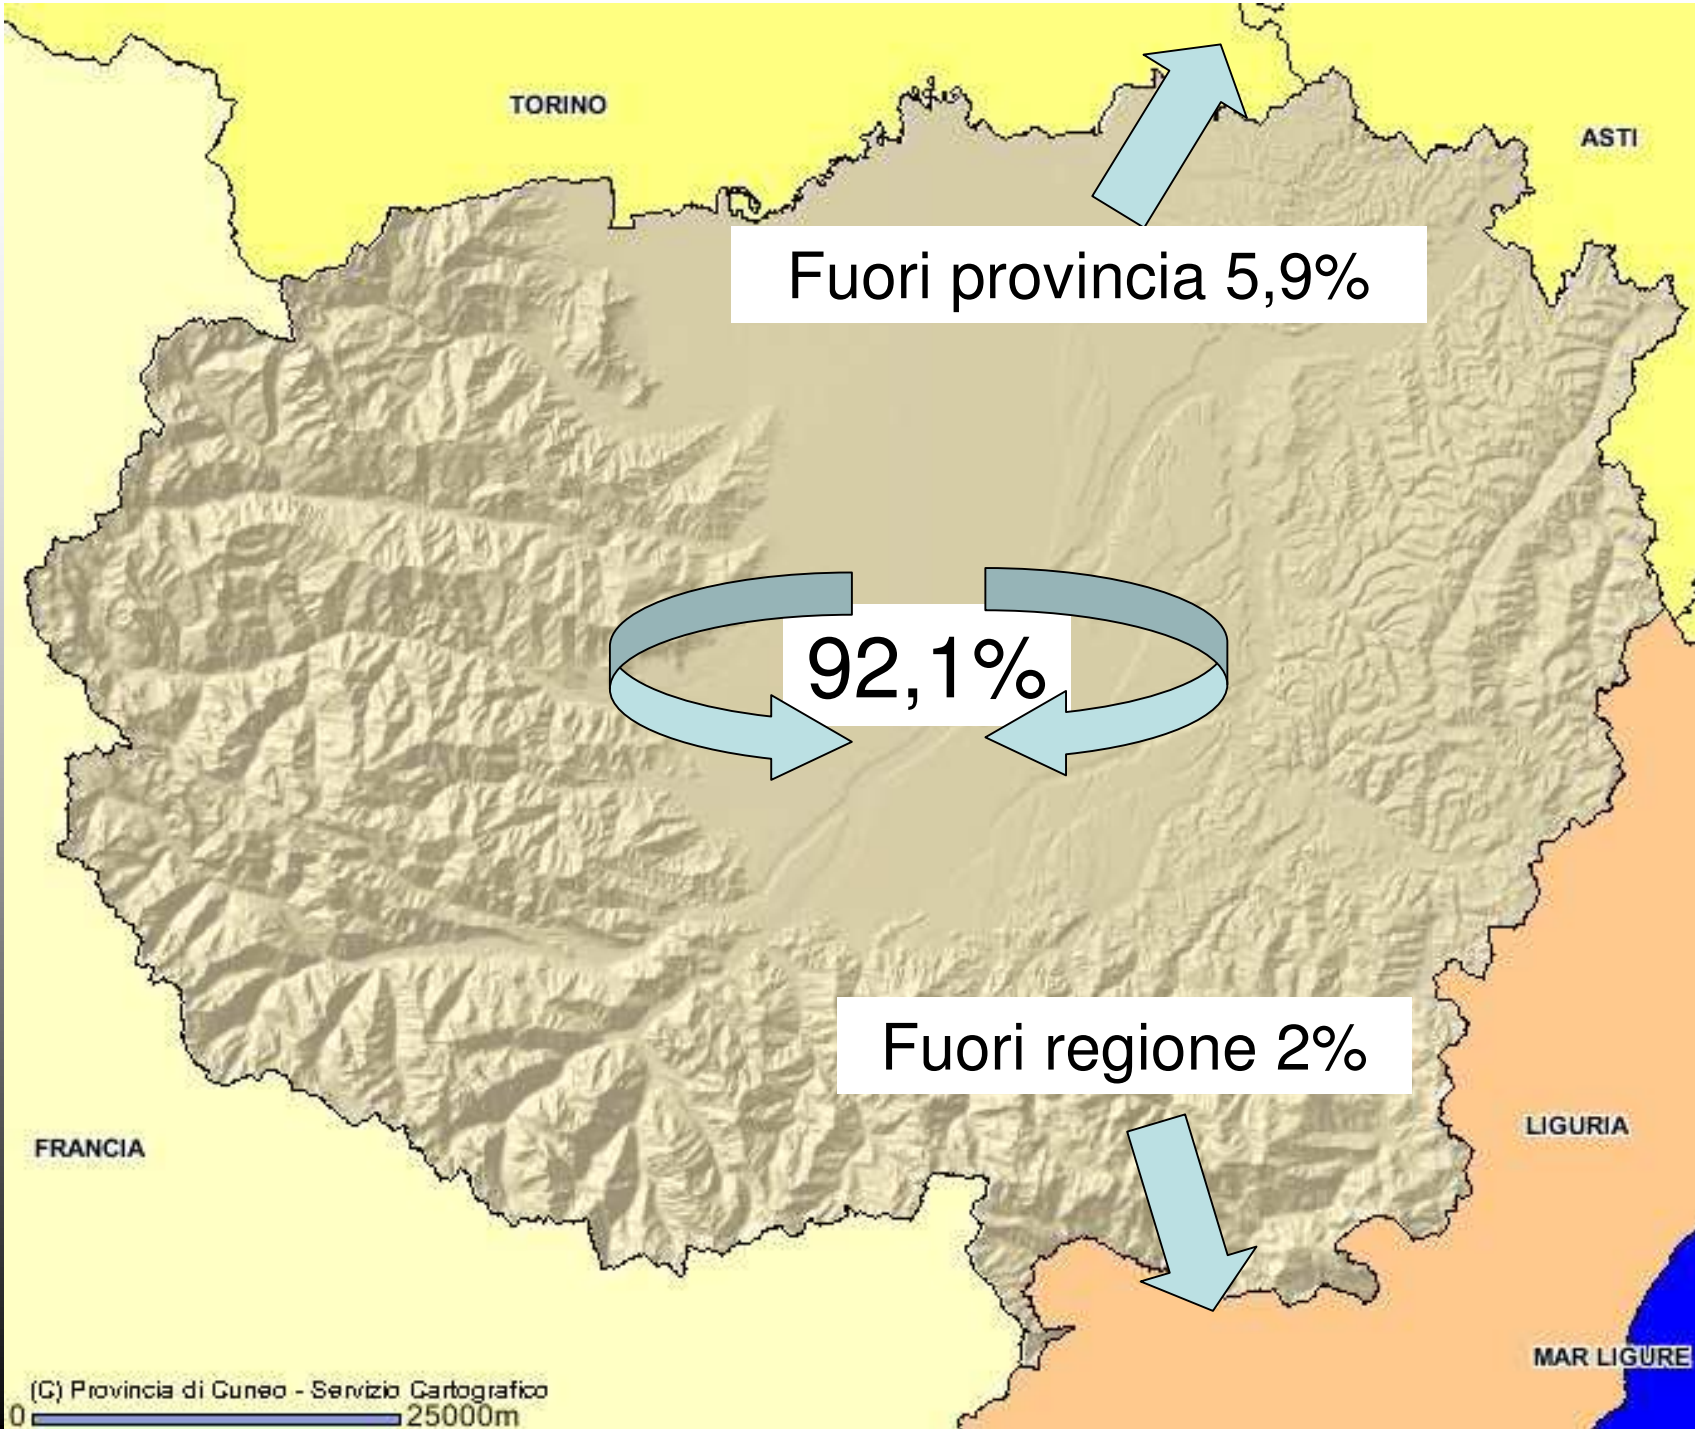 TORINO
ASTI
Fuori provincia 5,9%
92,1%
Fuori regione 2%
LIGURIA
FRANCIA
MAR LIGURE
(C) Provincia di Cuneo - Servizio Cartografico
0 25000m